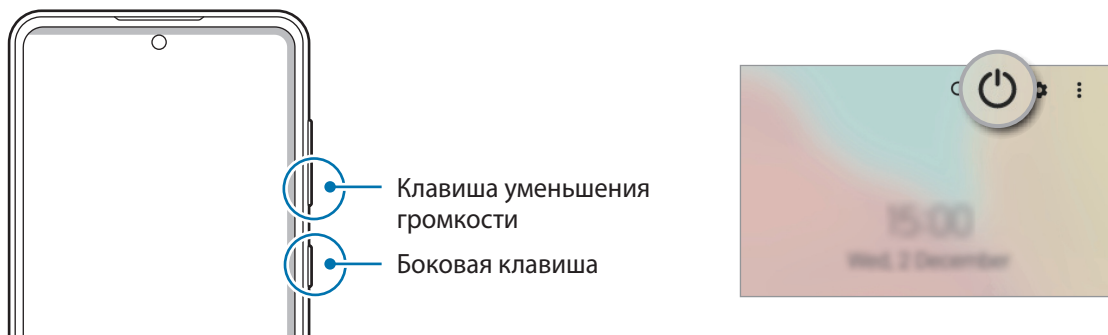 Клавиша уменьшения
громкости
Боковая клавиша
15:00
Wed, 2 December